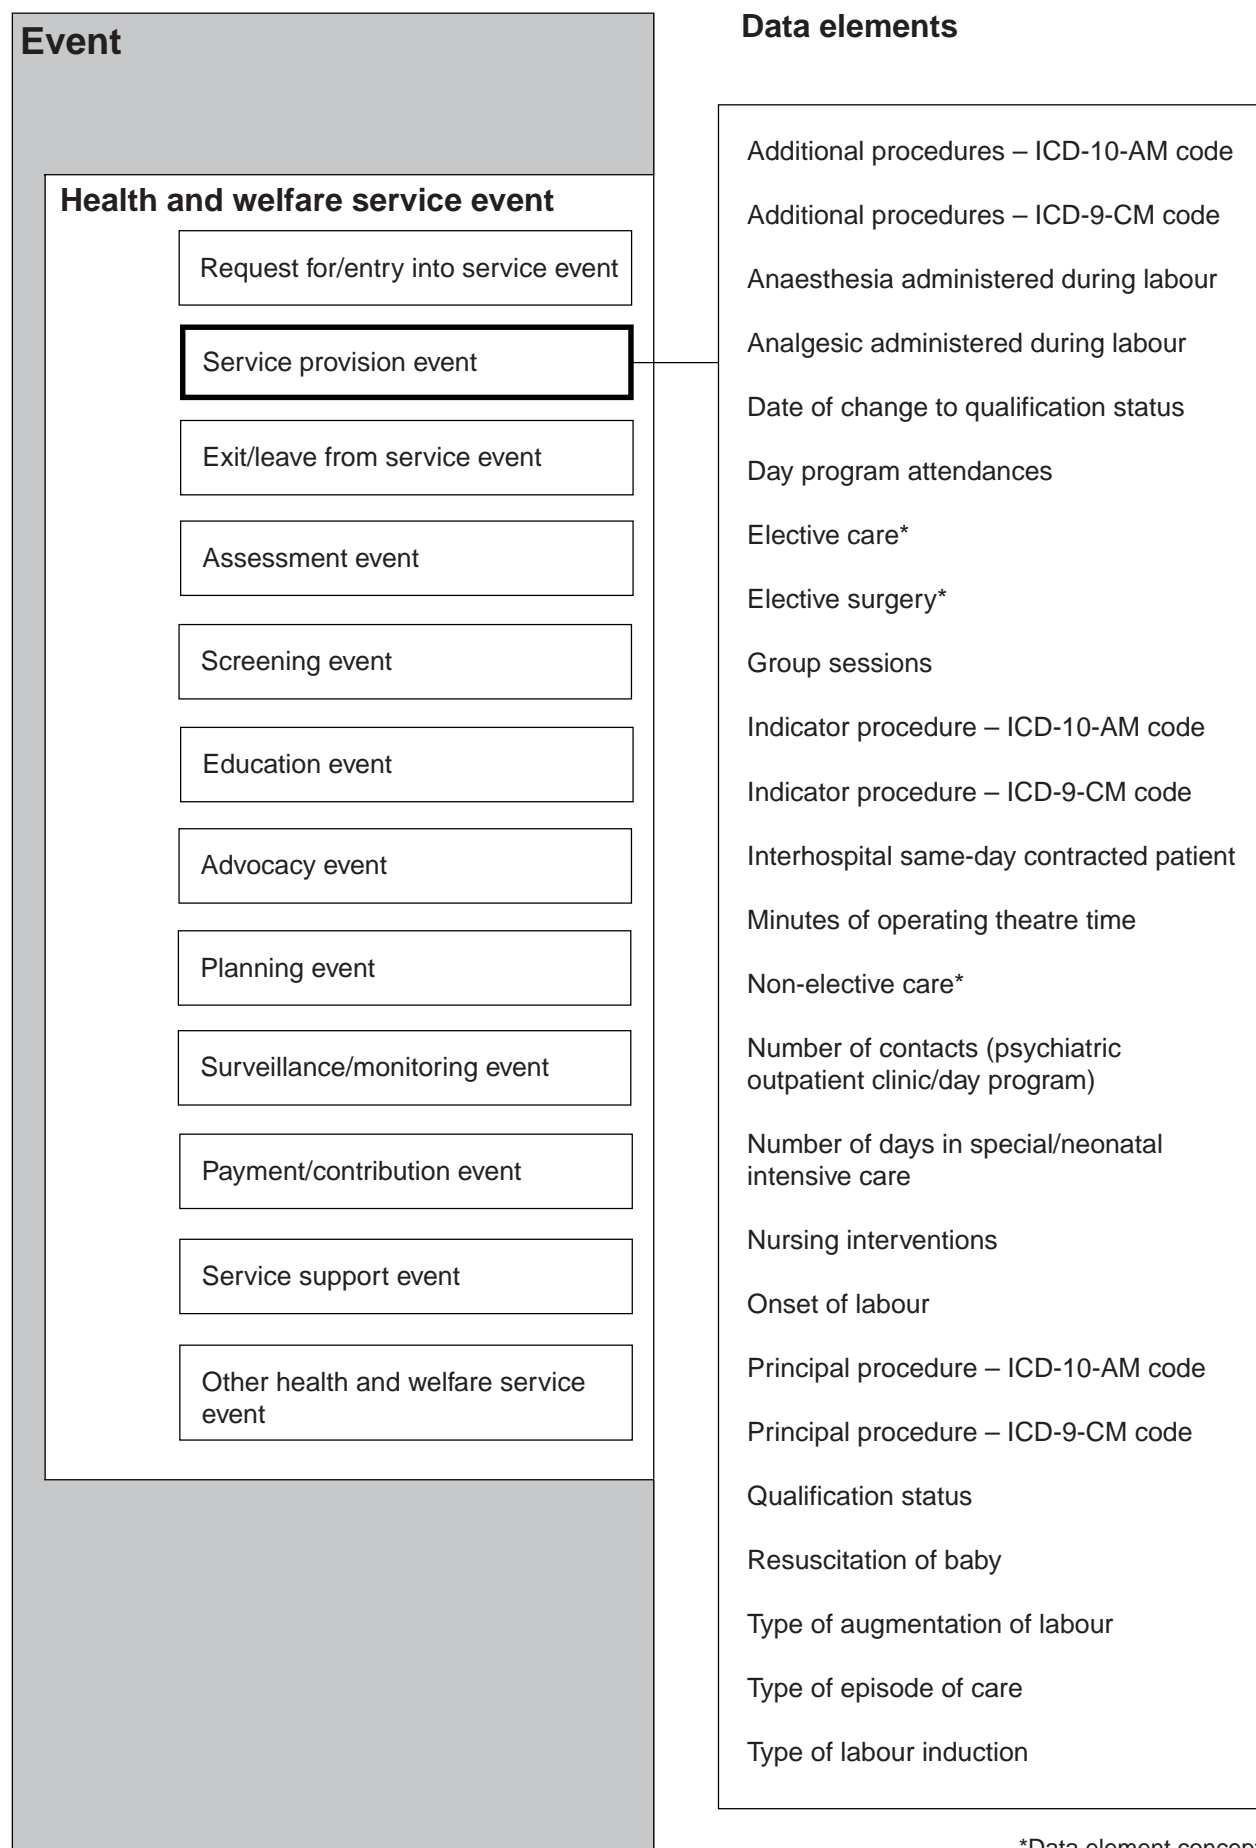 Event
Health and welfare service event
Request for/entry into service event
Service provision event
Exit/leave from service event
Assessment event
Screening event
Education event
Advocacy event
Planning event
Surveillance/monitoring event
Payment/contribution event
Service support event
Other health and welfare service
event
Data elements
Additional procedures – ICD-10-AM code
Additional procedures – ICD-9-CM code
Anaesthesia administered during labour
Analgesic administered during labour
Date of change to qualification status
Day program attendances
Elective care*
Elective surgery*
Group sessions
Indicator procedure – ICD-10-AM code
Indicator procedure – ICD-9-CM code
Interhospital same-day contracted patient
Minutes of operating theatre time
Non-elective care*
Number of contacts (psychiatric
outpatient clinic/day program)
Number of days in special/neonatal
intensive care
Nursing interventions
Onset of labour
Principal procedure – ICD-10-AM code
Principal procedure – ICD-9-CM code
Qualification status
Resuscitation of baby
Type of augmentation of labour
Type of episode of care
Type of labour induction
*Data element concept